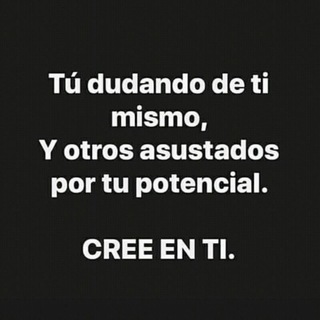 Tú dudando de ti
mismo,
Y otros asustados
por tu potencial.
CREE EN TI.